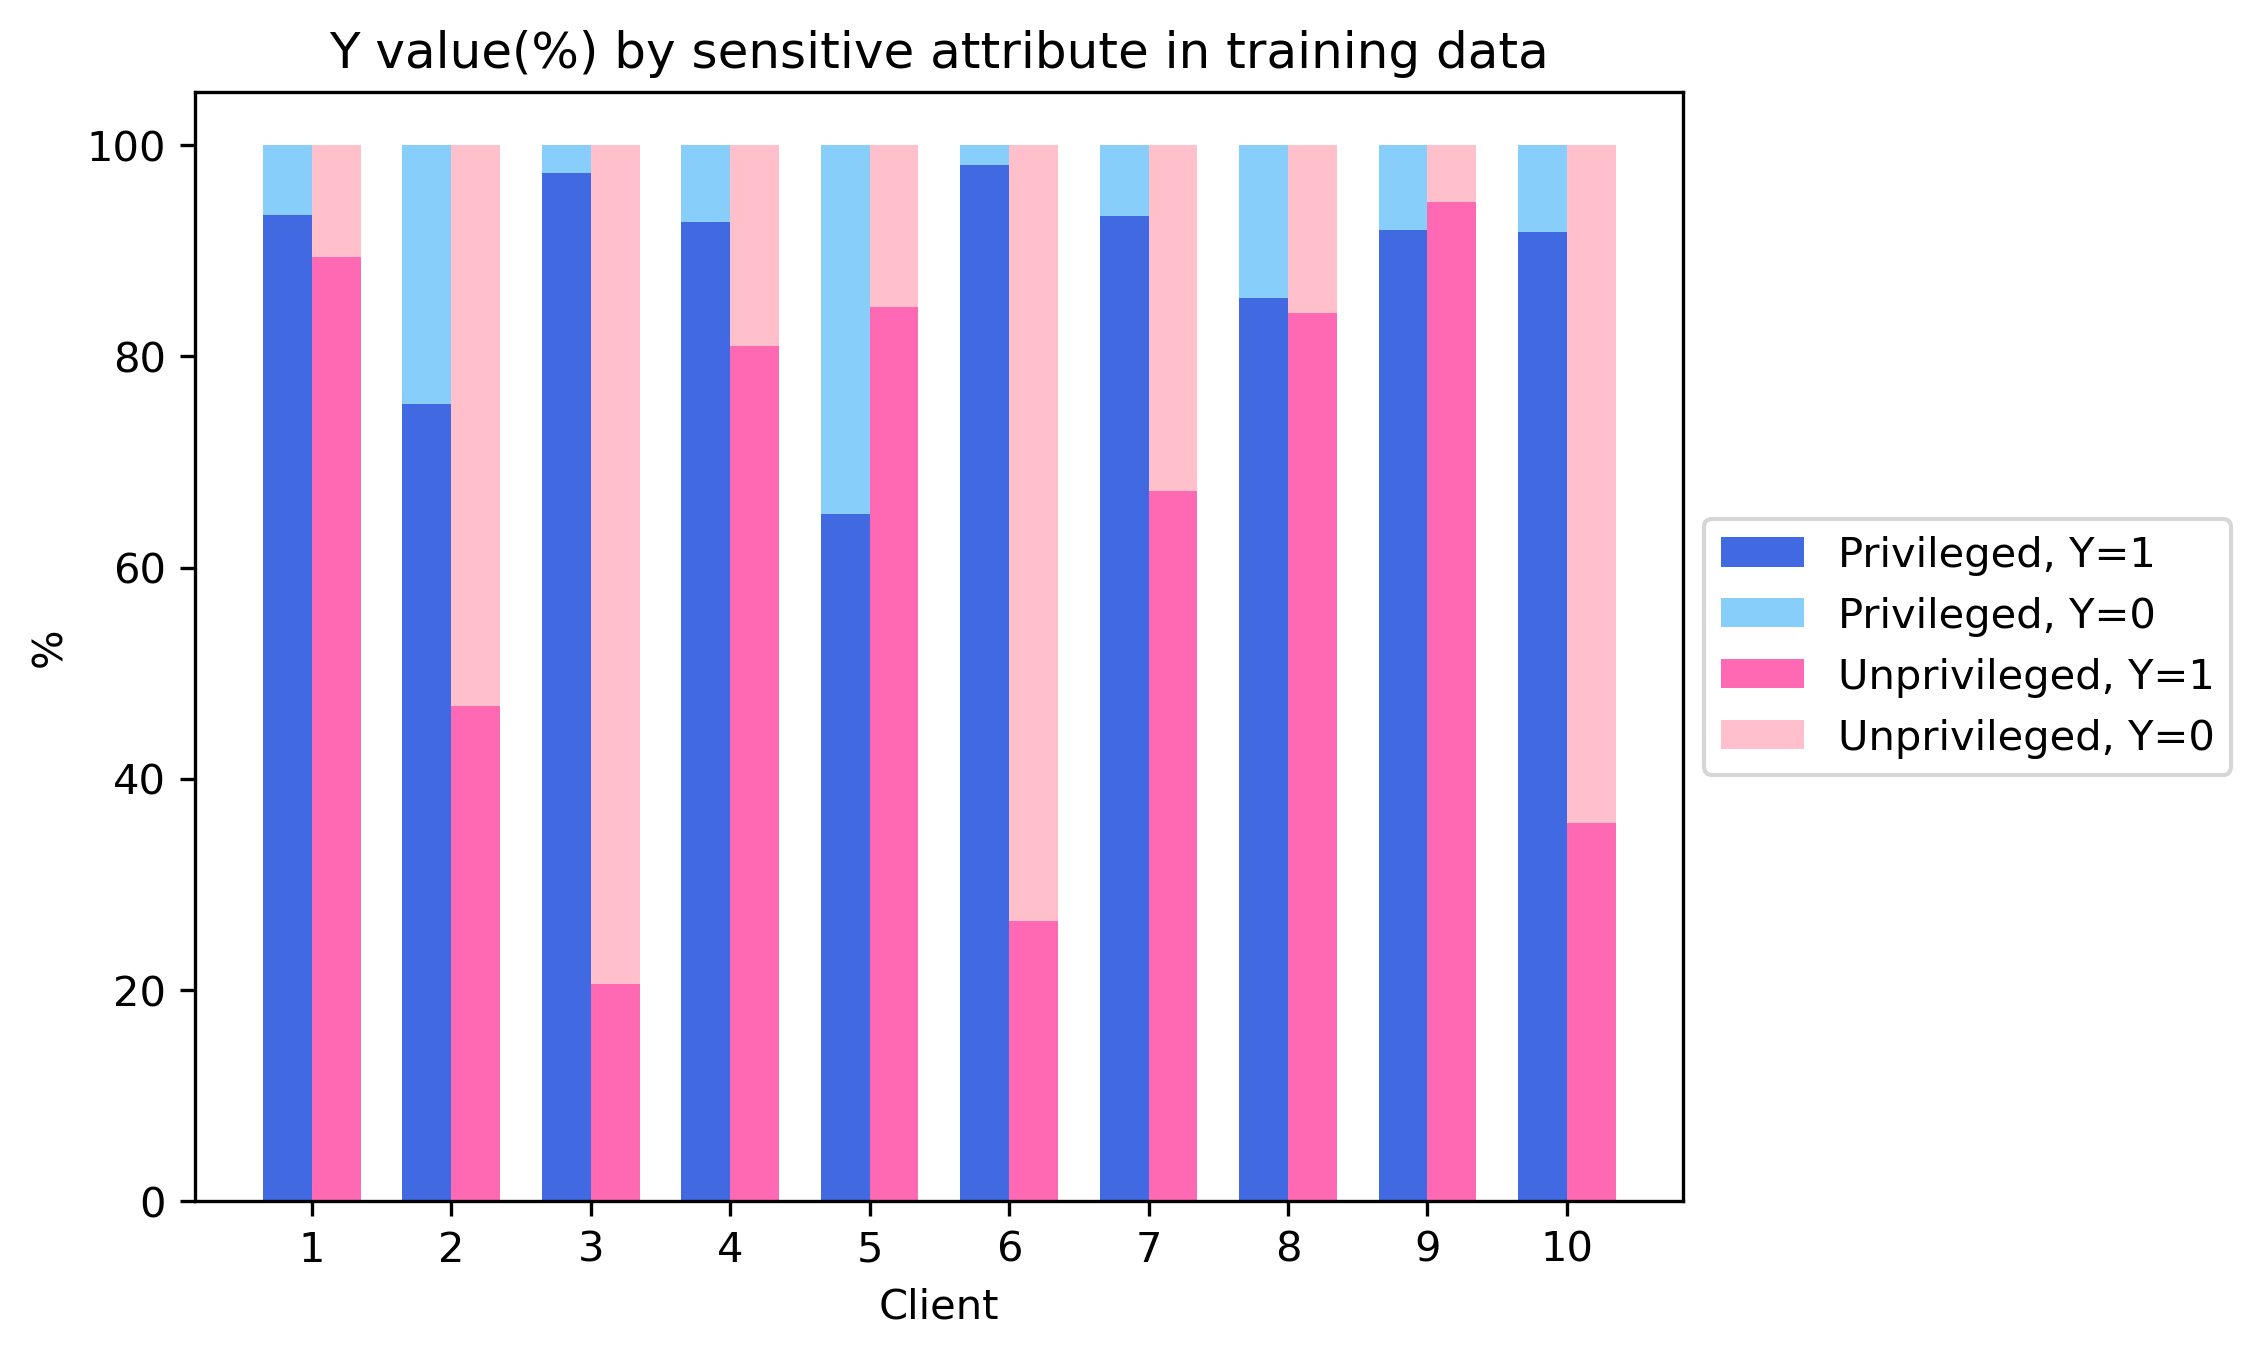 Y value(%) by sensitive attribute in training data
100
80
60
40
20
0
%
1 2 3 4 5 6 7 8 9 10
Client
Privileged, Y=1
Privileged, Y=0
Unprivileged, Y=1
Unprivileged, Y=0